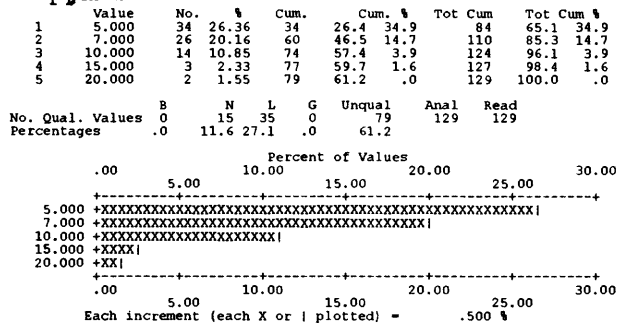 Value No. % Cum. Cum. % Tot Cum Tot Cum %
1 5.000 34 26.36 34 26.4 34.9 84 65.1 34.9
2 7.000 26 20.16 60 46.5 14.7 110 85.3 14.7
3 10.000 14 10.85 74 57.4 3.9 124 96.1 3.9
4 15.000 3 2.33 77 59.7 1.6 127 98.4 1.6
5 20.000 2 1.55 79 61.2 .0 129 100.0 .0
B N L G Unqual Anal Read
No. Qual. Values 0 15 35 0 79 129 129
Percentages .0 11.6 27.1 .0 61.2
Percent of Values
.00 10.00 20.00 30.00
5.00 15.00 25.00
+---------+---------+---------+---------+---------+---------+
5.000 +XXXXXXXXXXXXXXXXXXXXXXXXXXXXXXXXXXXXXXXXXXXXXXXXXXXX|
7.000 +XXXXXXXXXXXXXXXXXXXXXXXXXXXXXXXXXXXXXXX|
10.000 +XXXXXXXXXXXXXXXXXXXXX|
15.000 +XXXX|
20.000 +XX|
+---------+---------+---------+---------+---------+---------+
.00 10.00 20.00 30.00
5.00 15.00 25.00
Each increment (each X or | plotted) = .500 %